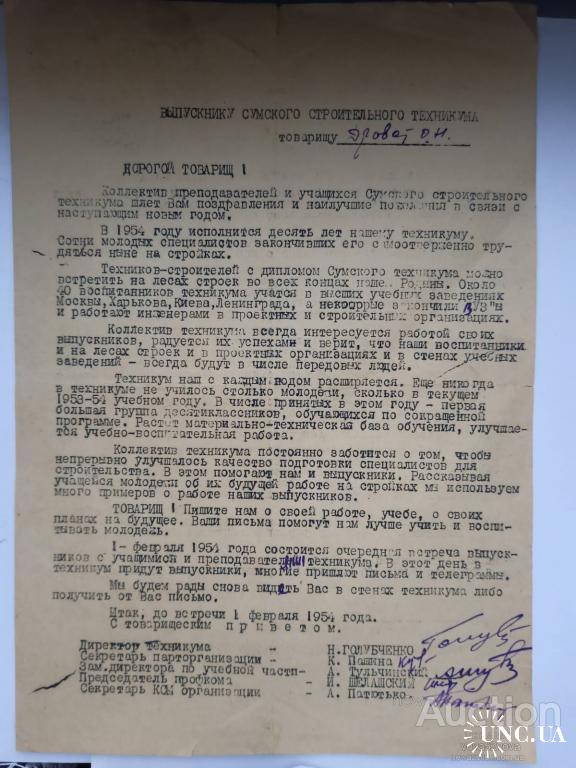 ВЫПУСКНИКУ СУМСКОГО СТРОИТЕЛЬНОГО ТЕХНИКУМА
товарищу
ДОРОГОЙ ТОВАРИЩ !
Коллектив преподавателей и учащихся Сумского строительного
техникума шлет Вам поздравления и наилучшие пожелания в связи с
наступающим новым годом.
В 1954 году исполнится десять лет нашему техникуму.
Сотни молодых специалистов закончивших его самоотверженно тру-
дяться ныне на стройках.
Техников-строителей с дипломом Сумского техникума можно
встретить на лесах строек во всех концах нашей Родины. Около
40 воспитанников техникума учатся в высших учебных заведениях
Москвы,Харькова,Киева,Ленинграда, а некоторые закончили ВУЗ"ы
и работают инженерами в проектных и строительных организациях.
Коллектив техникума всегда интересуется работой своих
выпускников, радуется их успехам и верит, что наши воспитанники
и на лесах строек и в проектных организациях и в стенах учебных
заведений - всегда будут в числе передовых людей.
Техникум наш с каждым годом расширяется. Еще никогда
в техникуме не училось столько молодежи, сколько в текущем
1953-54 учебном году. В числе принятых в этом году - первая
большая группа десятиклассников, обучающихся по сокращенной
программе. Растет материально-техническая база обучения, улучшае-
тся учебно-воспитательная работа.
Коллектив техникума постоянно заботится о том, чтобы
непрерывно улучшалось качество подготовки специалистов для
строительства. В этом помогают нам и выпускники. Рассказывая
учащейся молодежи об их будущей работе на стройках мы используем
много примеров о работе наших выпускников.
ТОВАРИЩ ! Пишите нам о своей работе, учебе, о своих
планах на будущее. Ваши письма помогут нам лучше учить и воспи-
тывать молодежь.
1- февраля 1954 года состоится очередная встреча выпуск-
ников с учащимися и преподавателями техникума. В этот день в
техникум придут выпускники, многие пришлют письма и телеграммы.
Мы будем рады снова видеть Вас в стенах техникума либо
получить от Вас письмо.
Итак, до встречи 1 февраля 1954 года.
С товарищеским приветом.
Директор техникума - Н.ГОЛУБЧЕНКО
Секретарь парторганизации - К. Пашина
Зам.директора по учебной части- А. Тульчинский
Председатель профкома - И. ШЕЛАШСКИЙ
Секретарь КСМ организации - А. Патютько
Auction
UNC.UA